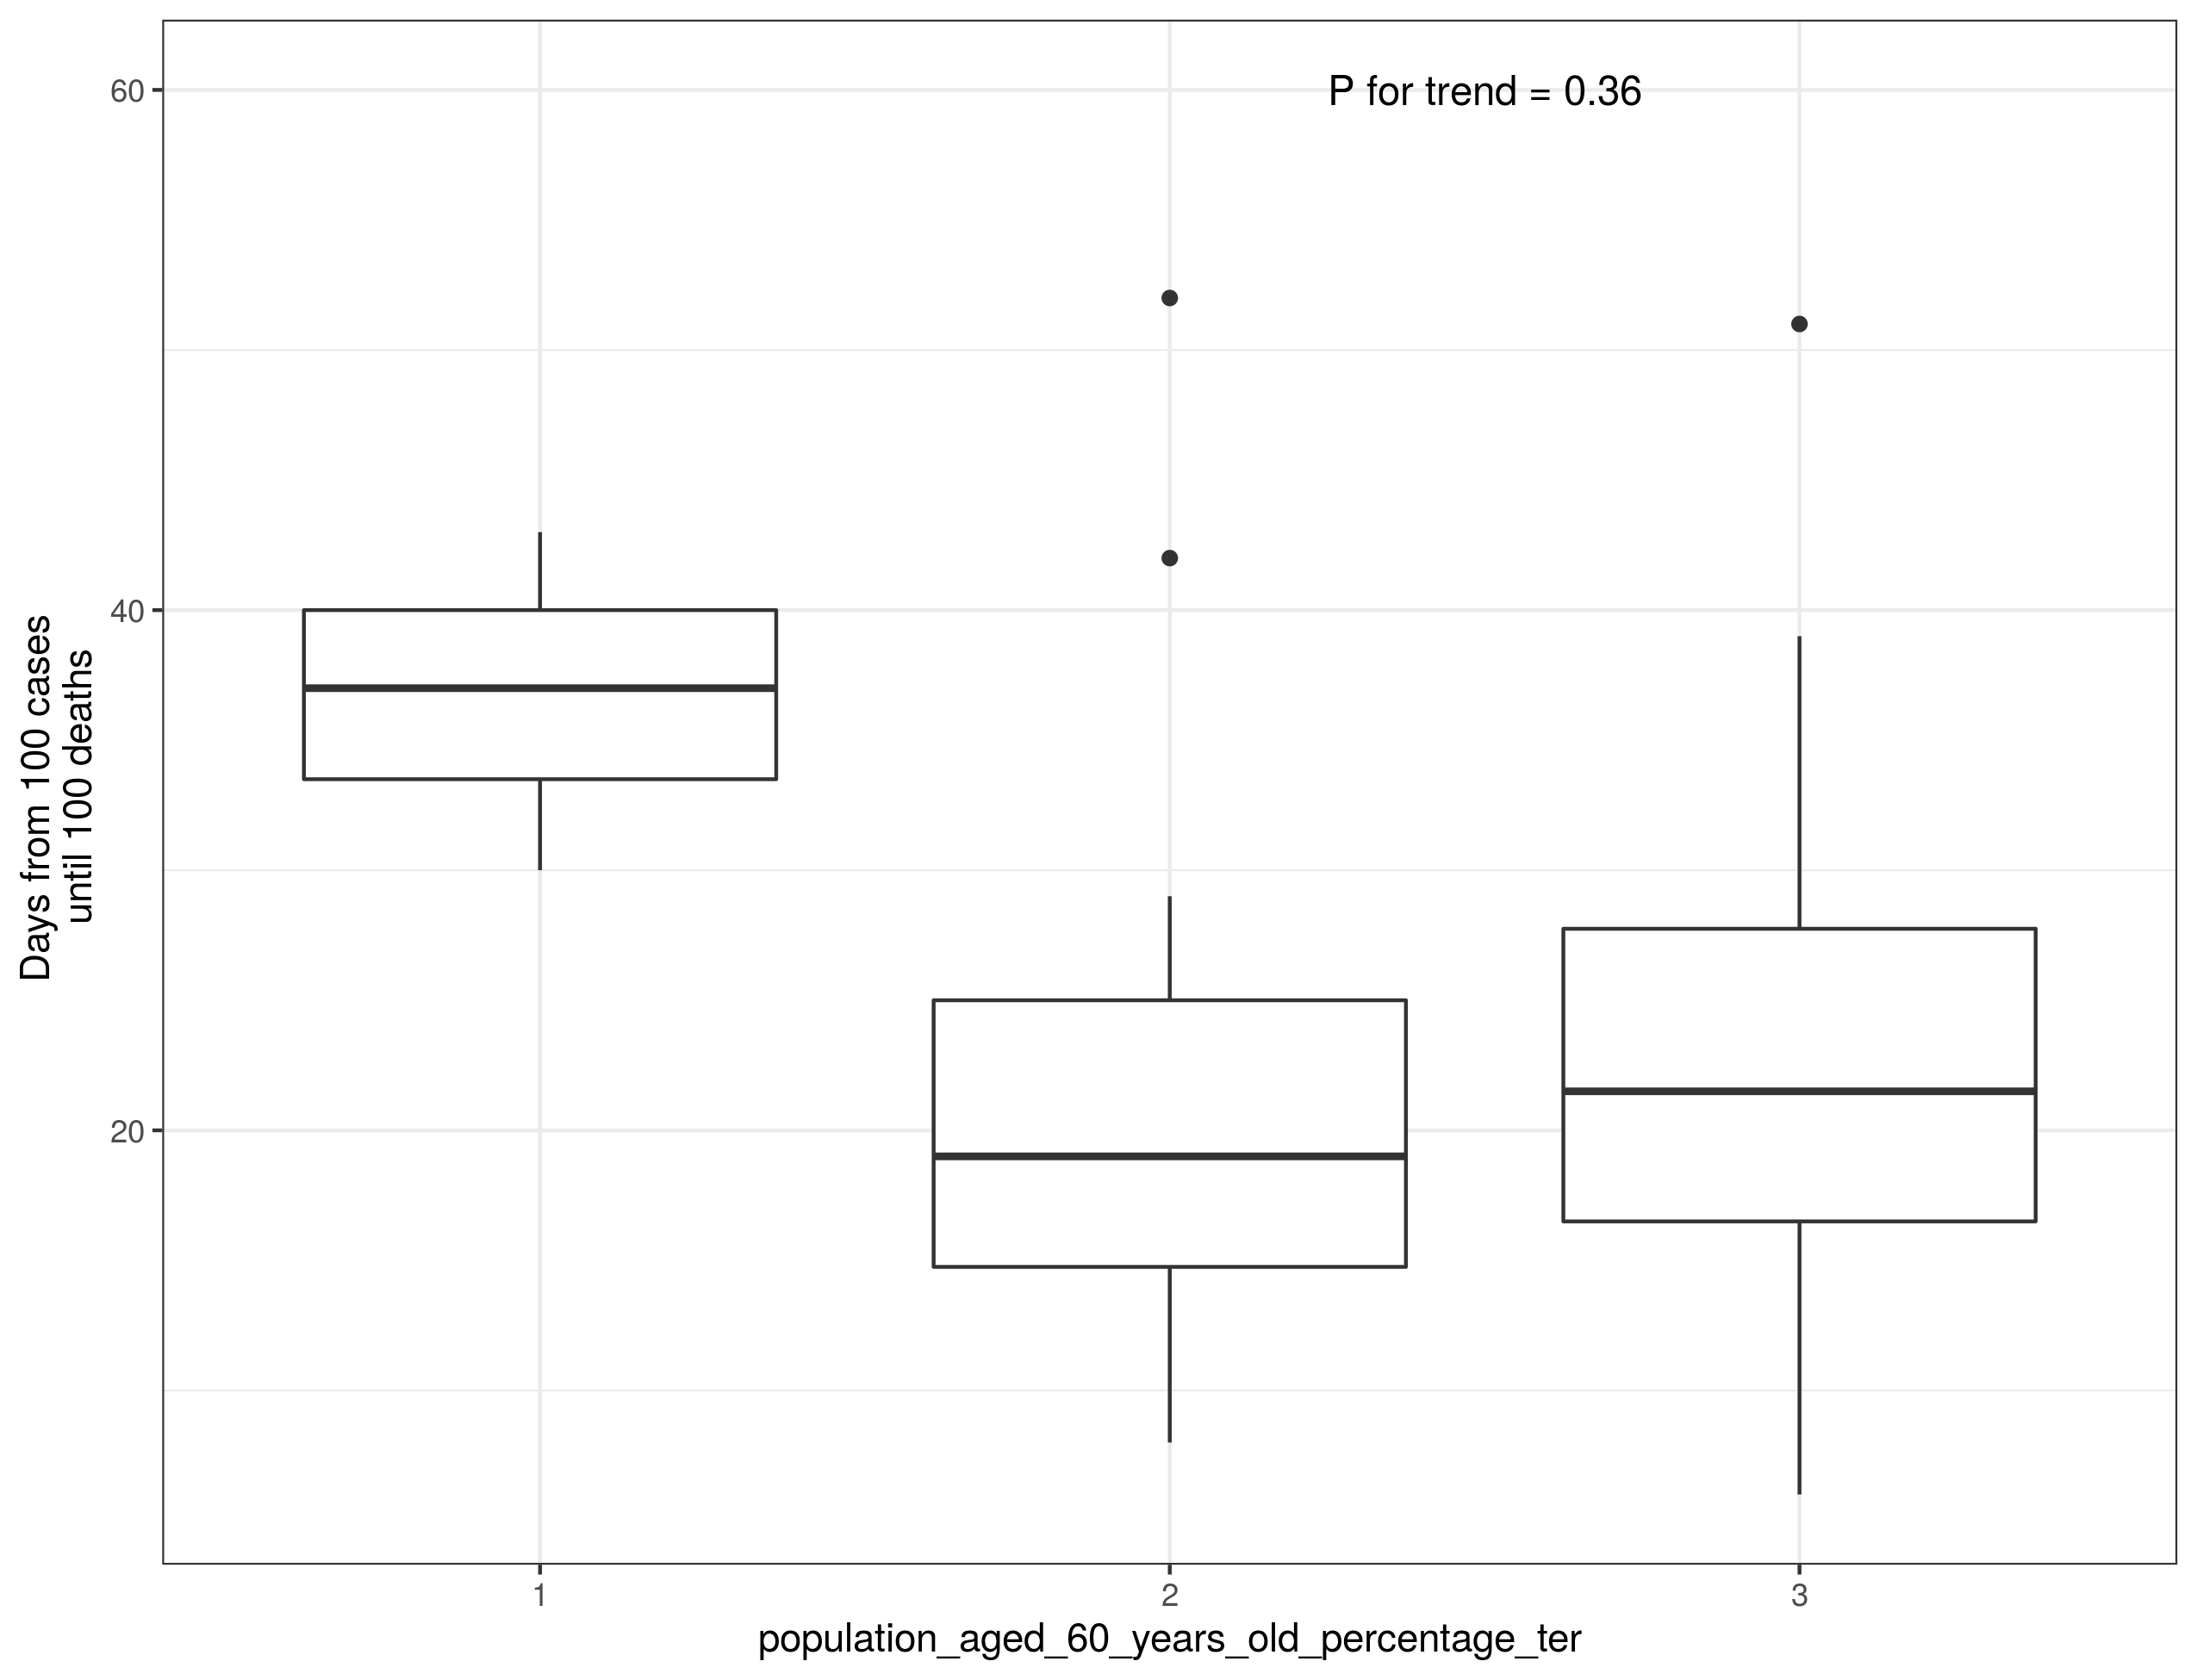 P for trend = 0.36
60
40
20
Days from 100 cases
until 100 deaths
1
2
3
population_aged_60_years_old_percentage_ter